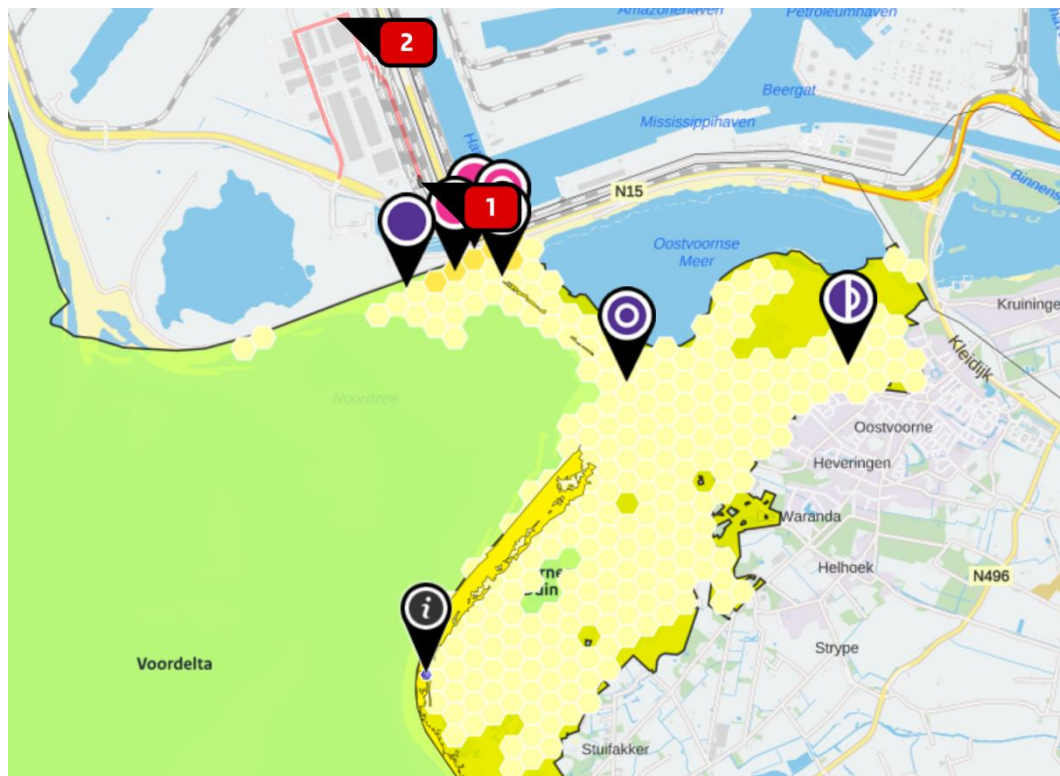 Amazonehaven
Petroleumhaven
2
Beergat
Mississippihaven
Binnens
N15
1
Oostvoornse
Meer
Kruininge
Kleidijk
Noordzee
Oostvoorne
Heveringen
Waranda
Helhoek
N496
i
Duin
Strype
Voordelta
Stuifakker